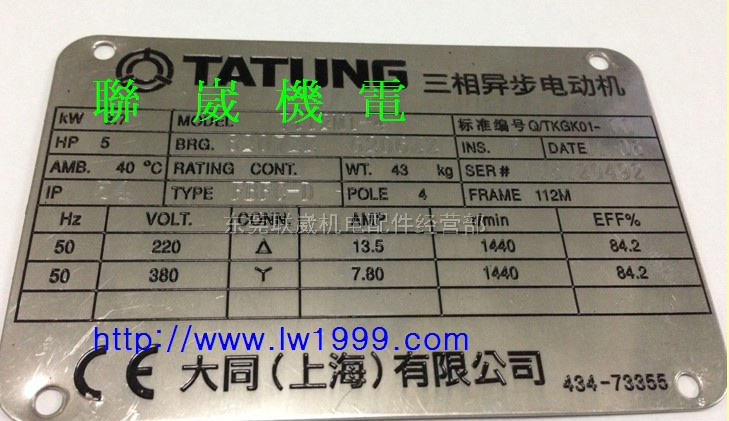 TATUNG 三相异步电动机
聯崴機電
kW MODEL 标准编号Q/TKGK01-
HP 5 BRG. INS. DATE
AMB. 40 ℃ RATING CONT. WT. 43 kg SER#
IP TYPE POLE 4 FRAME 112M
Hz VOLT. CONN. AMP r/min EFF%
东莞联崴机电配件经营部
50 220 Δ 13.5 1440 84.2
50 380 Y 7.80 1440 84.2
http://www.lw1999.com
CE 大同(上海)有限公司 434-73355